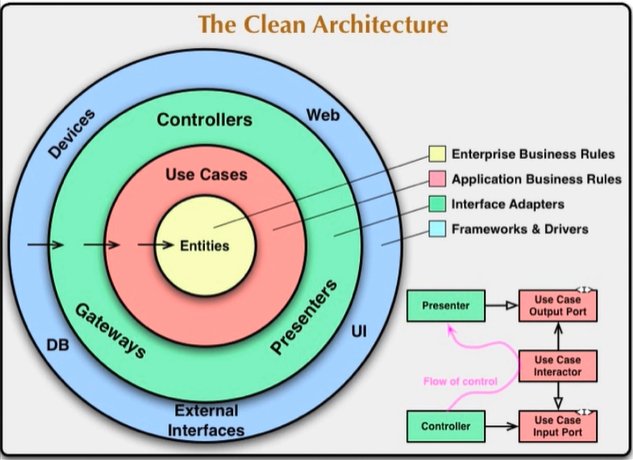 The Clean Architecture
Devices
Web
Controllers
Use Cases
Entities
Gateways
Presenters
DB
UI
External
Interfaces
Enterprise Business Rules
Application Business Rules
Interface Adapters
Frameworks & Drivers
Presenter
Use Case
Output Port
<I>
Flow of control
Use Case
Interactor
Controller
Use Case
Input Port
<I>